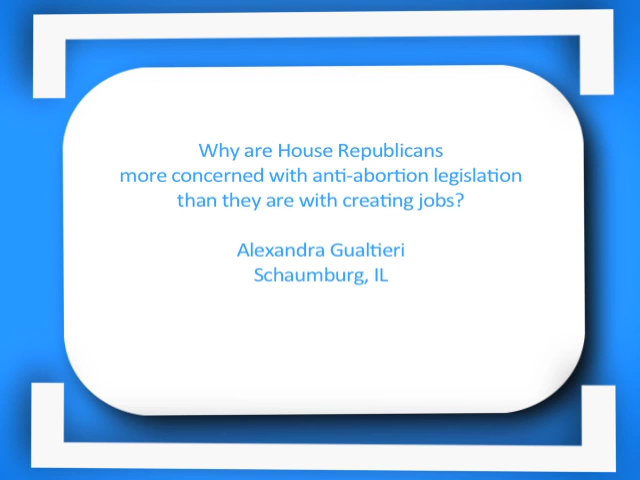 Why are House Republicans
more concerned with anti-abortion legislation
than they are with creating jobs?
Alexandra Gualtieri
Schaumburg, IL